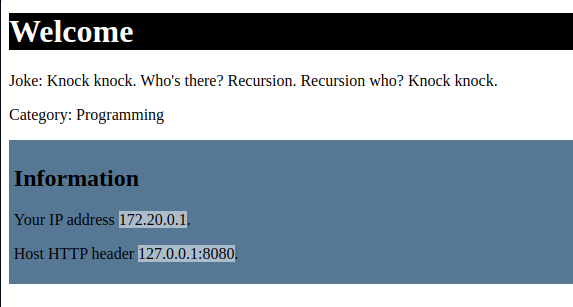 Welcome
Joke: Knock knock. Who's there? Recursion. Recursion who? Knock knock.
Category: Programming
Information
Your IP address 172.20.0.1.
Host HTTP header 127.0.0.1:8080.